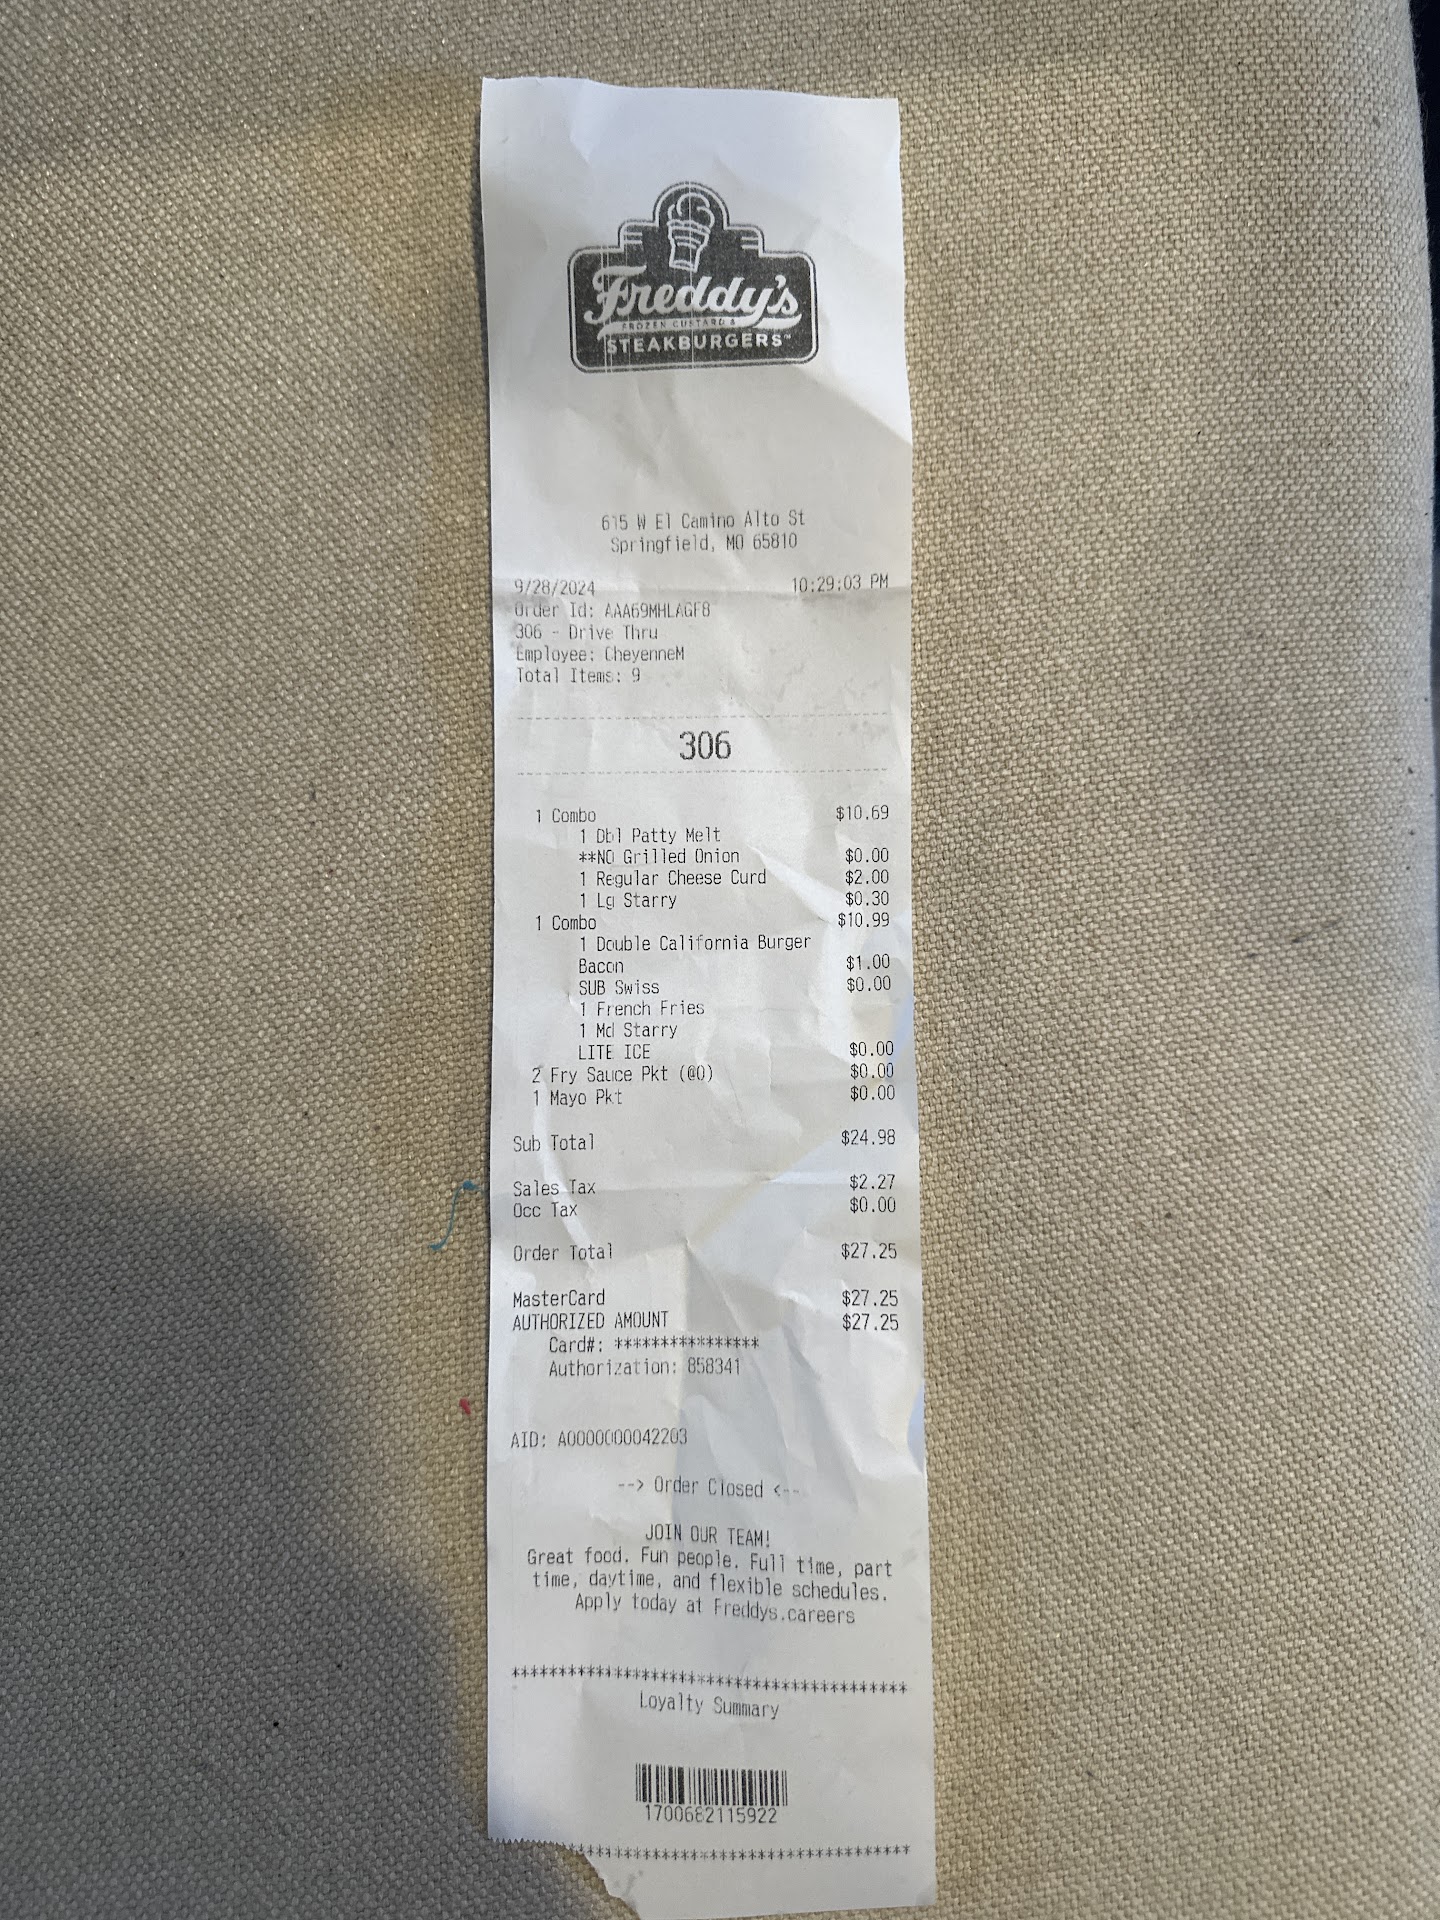 Freddy's
FROZEN CUSTARD &
STEAKBURGERS™
615 W El Camino Alto St
Springfield, MO 65810
9/28/2024 10:29:03 PM
Order Id: AAA69MHLAGF8
306 - Drive Thru
Employee: CheyenneM
Total Items: 9
306
1 Combo $10.69
1 Dbl Patty Melt
**NO Grilled Onion $0.00
1 Regular Cheese Curd $2.00
1 Lg Starry $0.30
1 Combo $10.99
1 Double California Burger
Bacon $1.00
SUB Swiss $0.00
1 French Fries
1 Md Starry
LITE ICE $0.00
2 Fry Sauce Pkt (@0) $0.00
1 Mayo Pkt $0.00
Sub Total $24.98
Sales Tax $2.27
Occ Tax $0.00
Order Total $27.25
MasterCard $27.25
AUTHORIZED AMOUNT $27.25
Card#: ****************
Authorization: 858341
AID: A0000000042203
--> Order Closed <--
JOIN OUR TEAM!
Great food. Fun people. Full time, part
time, daytime, and flexible schedules.
Apply today at Freddys.careers
******************************************
Loyalty Summary
1700682115922
******************************************